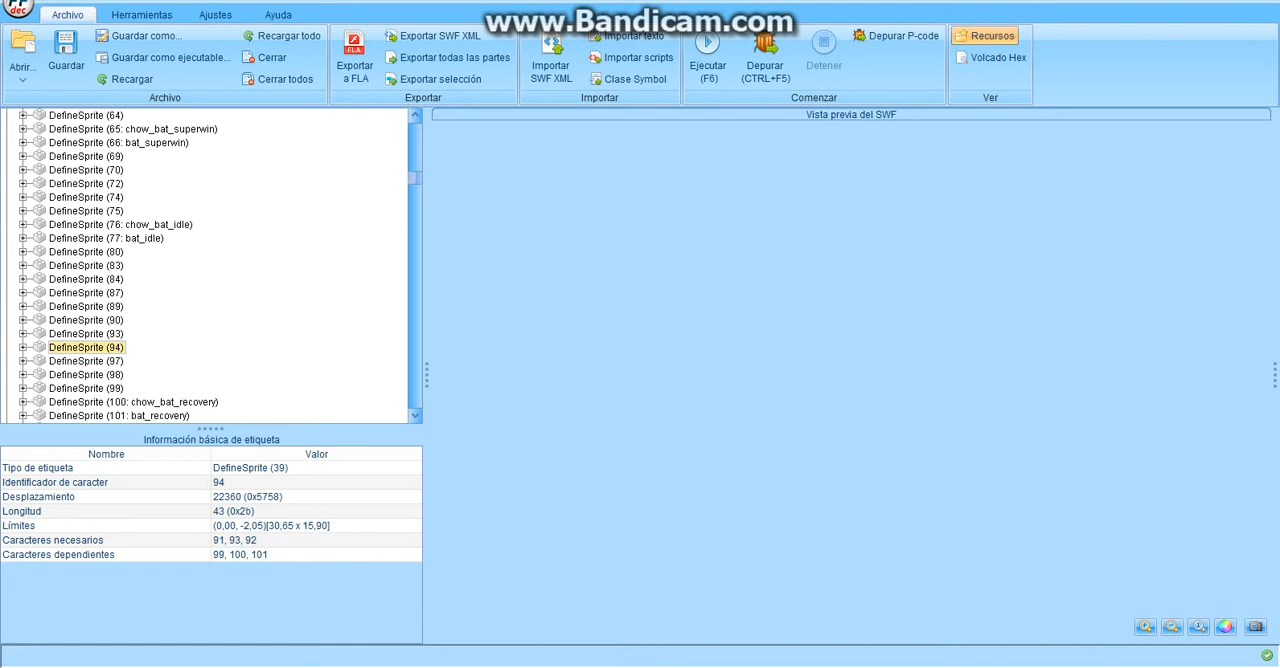 www.Bandicam.com
FF
dec
Archivo Herramientas Ajustes Ayuda
Abrir...
Guardar
Guardar como...
Guardar como ejecutable...
Recargar
Recargar todo
Cerrar
Cerrar todos
Archivo
Exportar
a FLA
Exportar SWF XML
Exportar todas las partes
Exportar selección
Exportar
Importar
SWF XML
Importar texto
Importar scripts
Clase Symbol
Importar
Ejecutar
(F6)
Depurar
(CTRL+F5)
Detener
Depurar P-code
Comenzar
Recursos
Volcado Hex
Ver
DefineSprite (64)
DefineSprite (65: chow_bat_superwin)
DefineSprite (66: bat_superwin)
DefineSprite (69)
DefineSprite (70)
DefineSprite (72)
DefineSprite (74)
DefineSprite (75)
DefineSprite (76: chow_bat_idle)
DefineSprite (77: bat_idle)
DefineSprite (80)
DefineSprite (83)
DefineSprite (84)
DefineSprite (87)
DefineSprite (89)
DefineSprite (90)
DefineSprite (93)
DefineSprite (94)
DefineSprite (97)
DefineSprite (98)
DefineSprite (99)
DefineSprite (100: chow_bat_recovery)
DefineSprite (101: bat_recovery)
Vista previa del SWF
Información básica de etiqueta
Nombre Valor
Tipo de etiqueta DefineSprite (39)
Identificador de caracter 94
Desplazamiento 22360 (0x5758)
Longitud 43 (0x2b)
Límites (0,00, -2,05)[30,65 x 15,90]
Caracteres necesarios 91, 93, 92
Caracteres dependientes 99, 100, 101